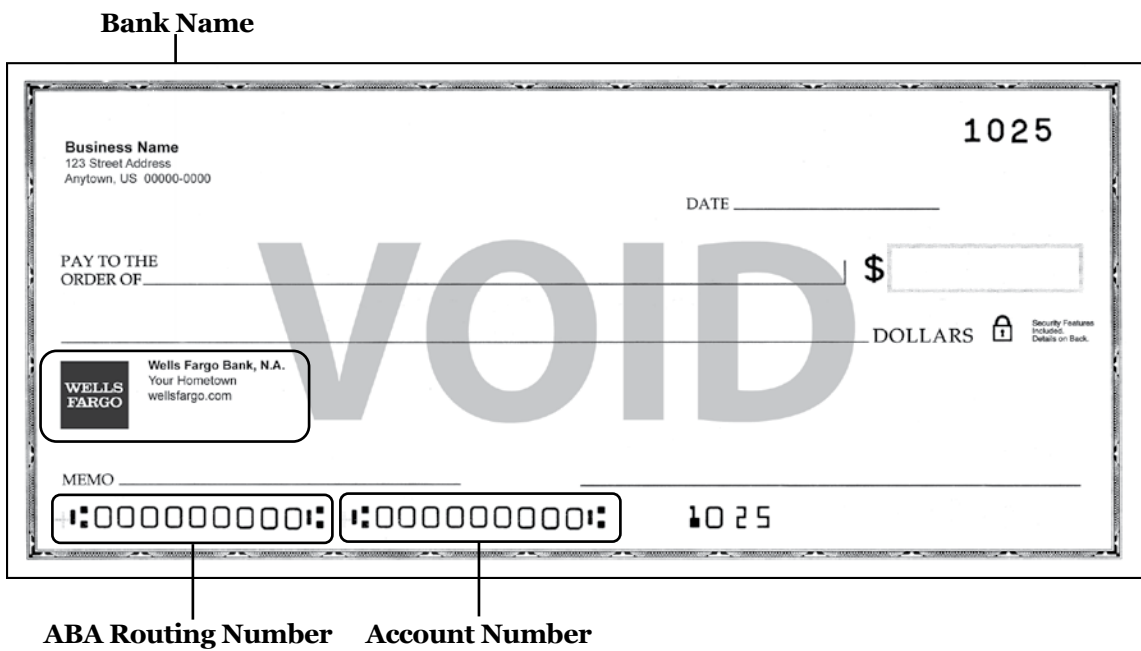 Bank Name
1025
Business Name
123 Street Address
Anytown, US 00000-0000
DATE
PAY TO THE
ORDER OF
$
VOID
DOLLARS
Security Features
Included.
Details on Back.
WELLS
FARGO
Wells Fargo Bank, N.A.
Your Hometown
wellsfargo.com
MEMO
⑆000000000⑆ ⑆000000000⑆ 1025
ABA Routing Number Account Number